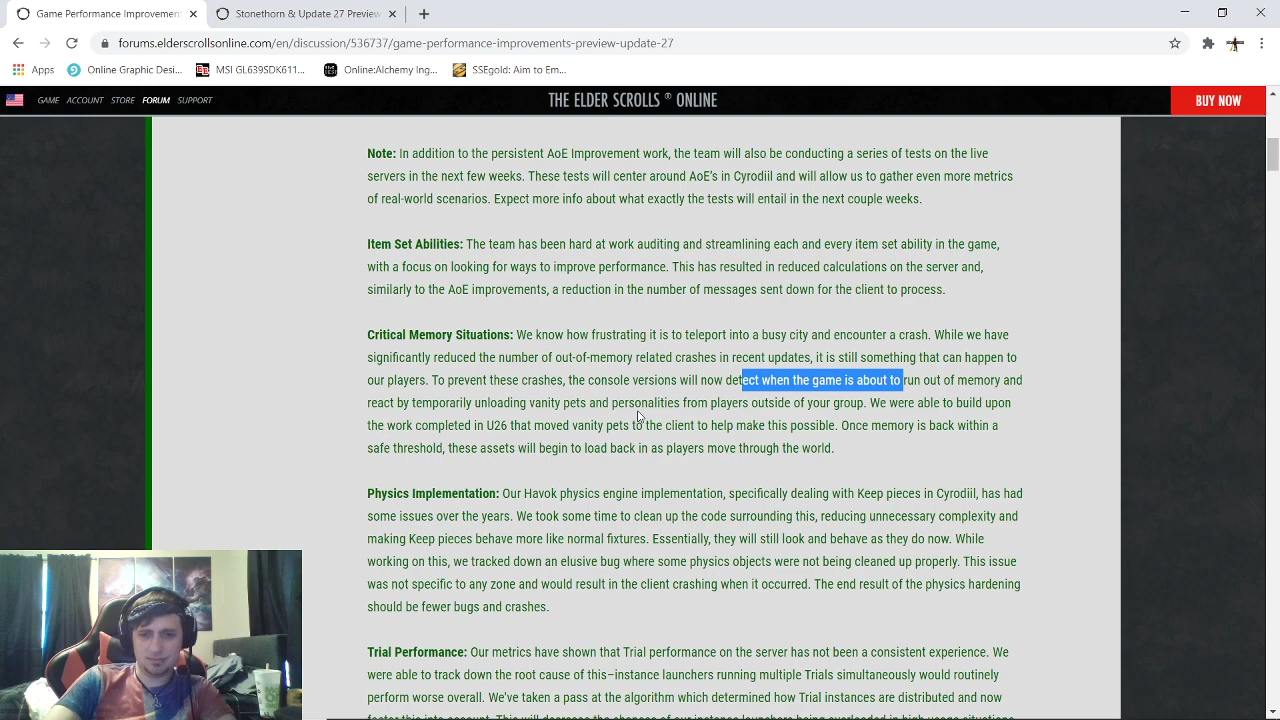 Game Performance Improvement
Stonethorn & Update 27 Preview
forums.elderscrollsonline.com/en/discussion/536737/game-performance-improvements-preview-update-27
Apps
Online Graphic Desi...
MSI GL639SDK611...
Online:Alchemy Ing...
SSEgold: Aim to Em...
GAME ACCOUNT STORE FORUM SUPPORT
THE ELDER SCROLLS ® ONLINE
BUY NOW
Note: In addition to the persistent AoE Improvement work, the team will also be conducting a series of tests on the live
servers in the next few weeks. These tests will center around AoE's in Cyrodiil and will allow us to gather even more metrics
of real-world scenarios. Expect more info about what exactly the tests will entail in the next couple weeks.
Item Set Abilities: The team has been hard at work auditing and streamlining each and every item set ability in the game,
with a focus on looking for ways to improve performance. This has resulted in reduced calculations on the server and,
similarly to the AoE improvements, a reduction in the number of messages sent down for the client to process.
Critical Memory Situations: We know how frustrating it is to teleport into a busy city and encounter a crash. While we have
significantly reduced the number of out-of-memory related crashes in recent updates, it is still something that can happen to
our players. To prevent these crashes, the console versions will now detect when the game is about to run out of memory and
react by temporarily unloading vanity pets and personalities from players outside of your group. We were able to build upon
the work completed in U26 that moved vanity pets to the client to help make this possible. Once memory is back within a
safe threshold, these assets will begin to load back in as players move through the world.
Physics Implementation: Our Havok physics engine implementation, specifically dealing with Keep pieces in Cyrodiil, has had
some issues over the years. We took some time to clean up the code surrounding this, reducing unnecessary complexity and
making Keep pieces behave more like normal fixtures. Essentially, they will still look and behave as they do now. While
working on this, we tracked down an elusive bug where some physics objects were not being cleaned up properly. This issue
was not specific to any zone and would result in the client crashing when it occurred. The end result of the physics hardening
should be fewer bugs and crashes.
Trial Performance: Our metrics have shown that Trial performance on the server has not been a consistent experience. We
were able to track down the root cause of this–instance launchers running multiple Trials simultaneously would routinely
perform worse overall. We've taken a pass at the algorithm which determined how Trial instances are distributed and now
factor this into account. This will decrease the chances of our instance launchers being overloaded in high usage situations